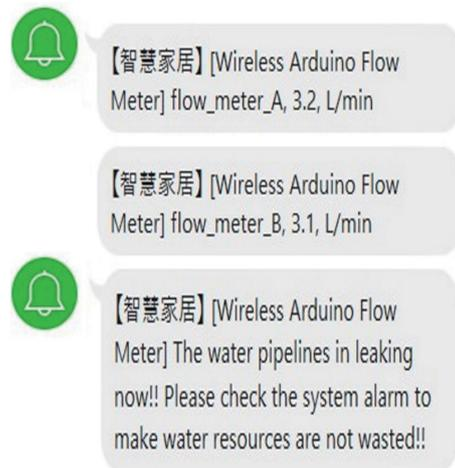 【智慧家居】 [Wireless Arduino Flow
Meter] flow_meter_A, 3.2, L/min
【智慧家居】 [Wireless Arduino Flow
Meter] flow_meter_B, 3.1, L/min
【智慧家居】 [Wireless Arduino Flow
Meter] The water pipelines in leaking
now!! Please check the system alarm to
make water resources are not wasted!!